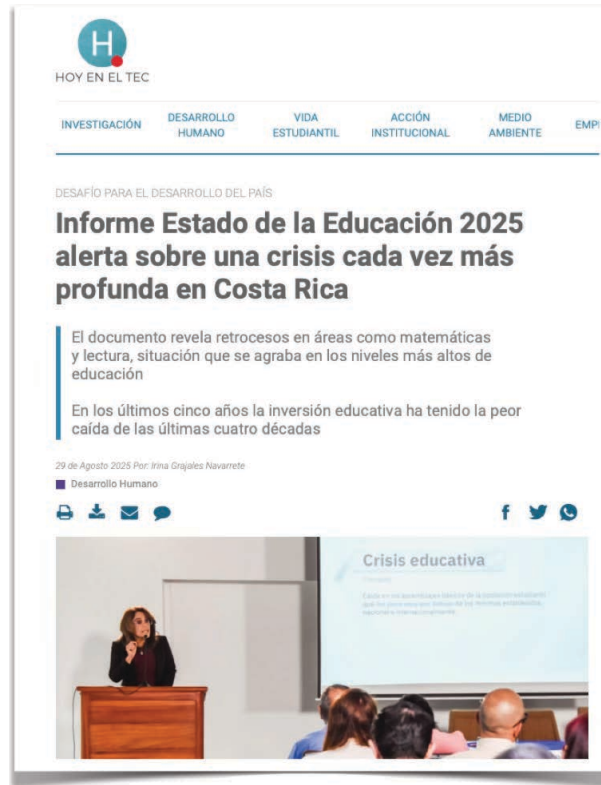 H
HOY EN EL TEC
INVESTIGACIÓN
DESARROLLO
HUMANO
VIDA
ESTUDIANTIL
ACCIÓN
INSTITUCIONAL
MEDIO
AMBIENTE
EMP
DESAFÍO PARA EL DESARROLLO DEL PAÍS
Informe Estado de la Educación 2025
alerta sobre una crisis cada vez más
profunda en Costa Rica
El documento revela retrocesos en áreas como matemáticas
y lectura, situación que se agraba en los niveles más altos de
educación
En los últimos cinco años la inversión educativa ha tenido la peor
caída de las últimas cuatro décadas
29 de Agosto 2025 Por: Irina Grajales Navarrete
Desarrollo Humano
Crisis educativa